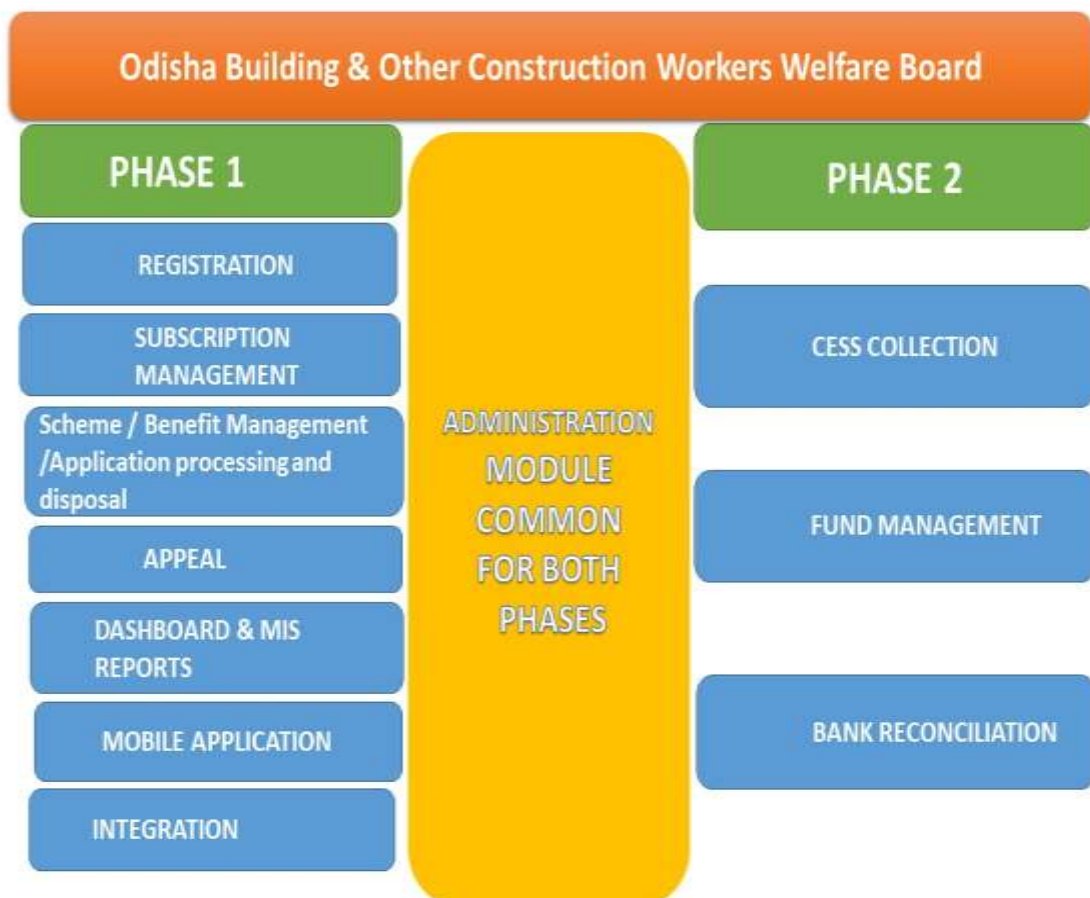 Odisha Building & Other Construction Workers Welfare Board
PHASE 1
REGISTRATION
SUBSCRIPTION
MANAGEMENT
Scheme / Benefit Management
/Application processing and
disposal
APPEAL
DASHBOARD & MIS
REPORTS
MOBILE APPLICATION
INTEGRATION
ADMINISTRATION
MODULE
COMMON
FOR BOTH
PHASES
PHASE 2
CESS COLLECTION
FUND MANAGEMENT
BANK RECONCILIATION